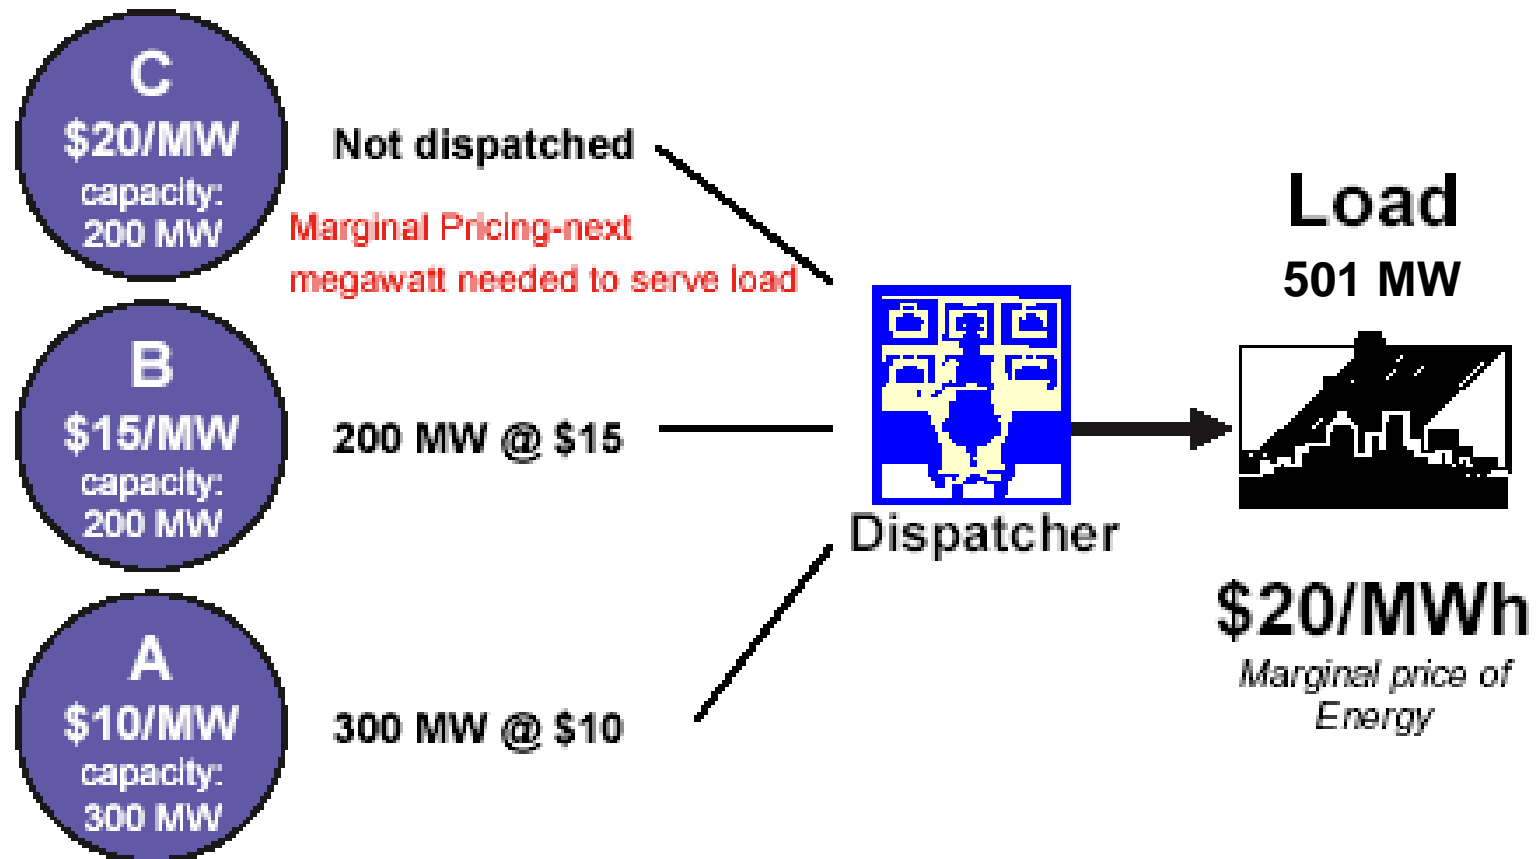 C
$20/MW
capacity:
200 MW
Not dispatched
Marginal Pricing-next
megawatt needed to serve load
B
$15/MW
capacity:
200 MW
200 MW @ $15
A
$10/MW
capacity:
300 MW
300 MW @ $10
Dispatcher
Load
501 MW
$20/MWh
Marginal price of
Energy